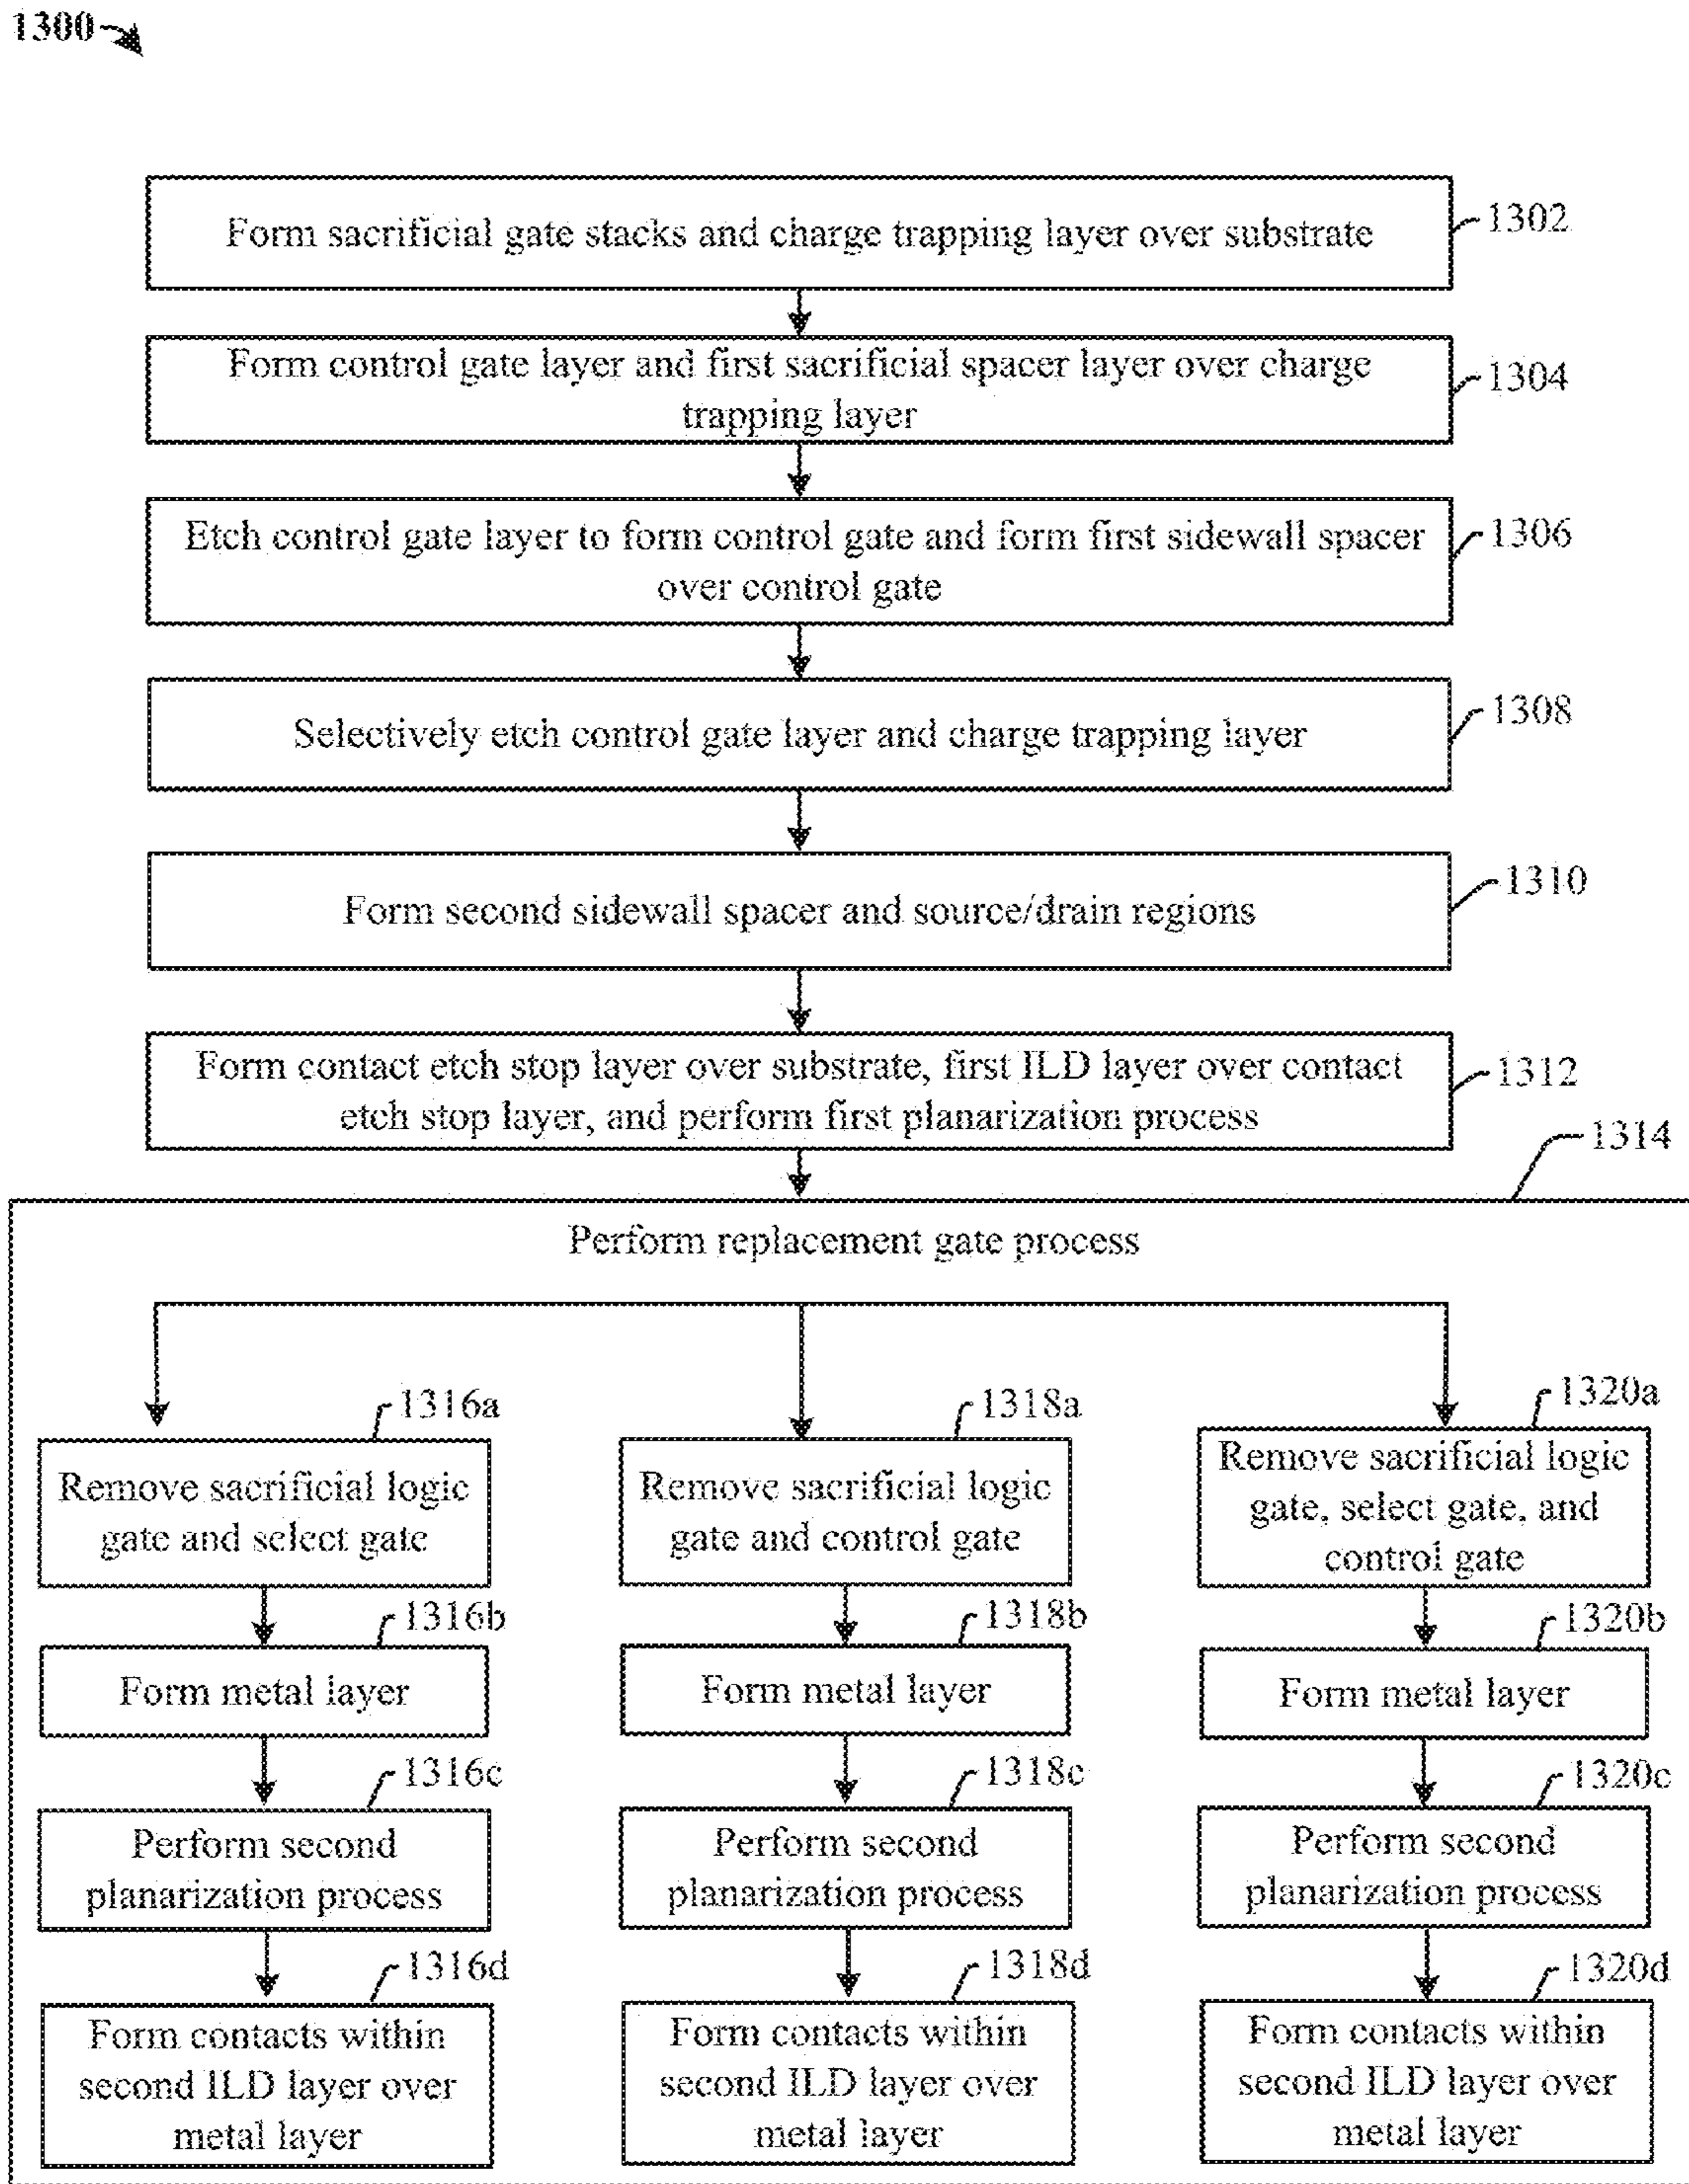 1300
Form sacrificial gate stacks and charge trapping layer over substrate
1302
Form control gate layer and first sacrificial spacer layer over charge
trapping layer
1304
Etch control gate layer to form control gate and form first sidewall spacer
over control gate
1306
Selectively etch control gate layer and charge trapping layer
1308
Form second sidewall spacer and source/drain regions
1310
Form contact etch stop layer over substrate, first ILD layer over contact
etch stop layer, and perform first planarization process
1312
1314
Perform replacement gate process
1316a
Remove sacrificial logic
gate and select gate
1316b
Form metal layer
1316c
Perform second
planarization process
1316d
Form contacts within
second ILD layer over
metal layer
1318a
Remove sacrificial logic
gate and control gate
1318b
Form metal layer
1318c
Perform second
planarization process
1318d
Form contacts within
second ILD layer over
metal layer
1320a
Remove sacrificial logic
gate, select gate, and
control gate
1320b
Form metal layer
1320c
Perform second
planarization process
1320d
Form contacts within
second ILD layer over
metal layer